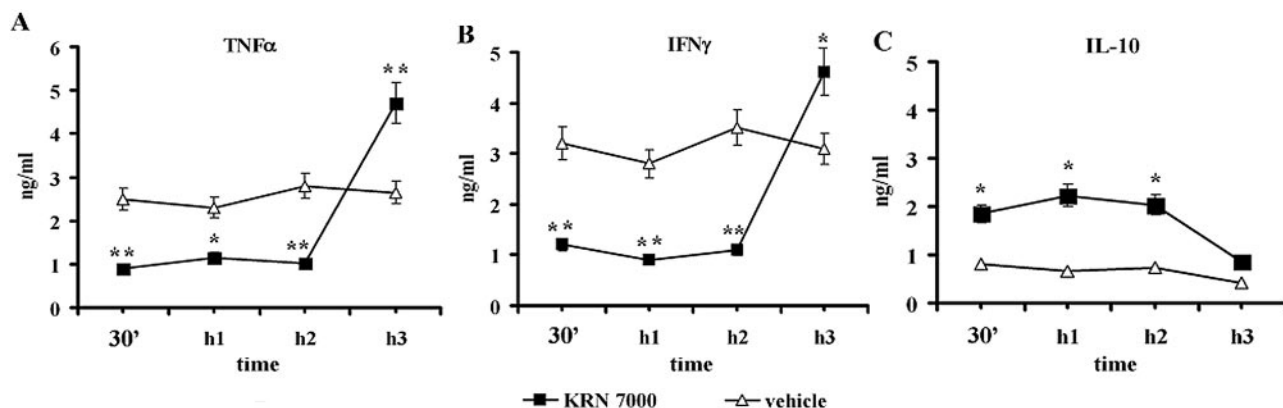 A
TNFα
6
5
4
3
2
1
0
ng/ml
**
*
**
**
30’ h1 h2 h3
time
B
IFNγ
5
4
3
2
1
0
ng/ml
**
**
**
*
30’ h1 h2 h3
time
C
IL-10
5
4
3
2
1
0
ng/ml
*
*
*
30’ h1 h2 h3
time
KRN 7000 vehicle